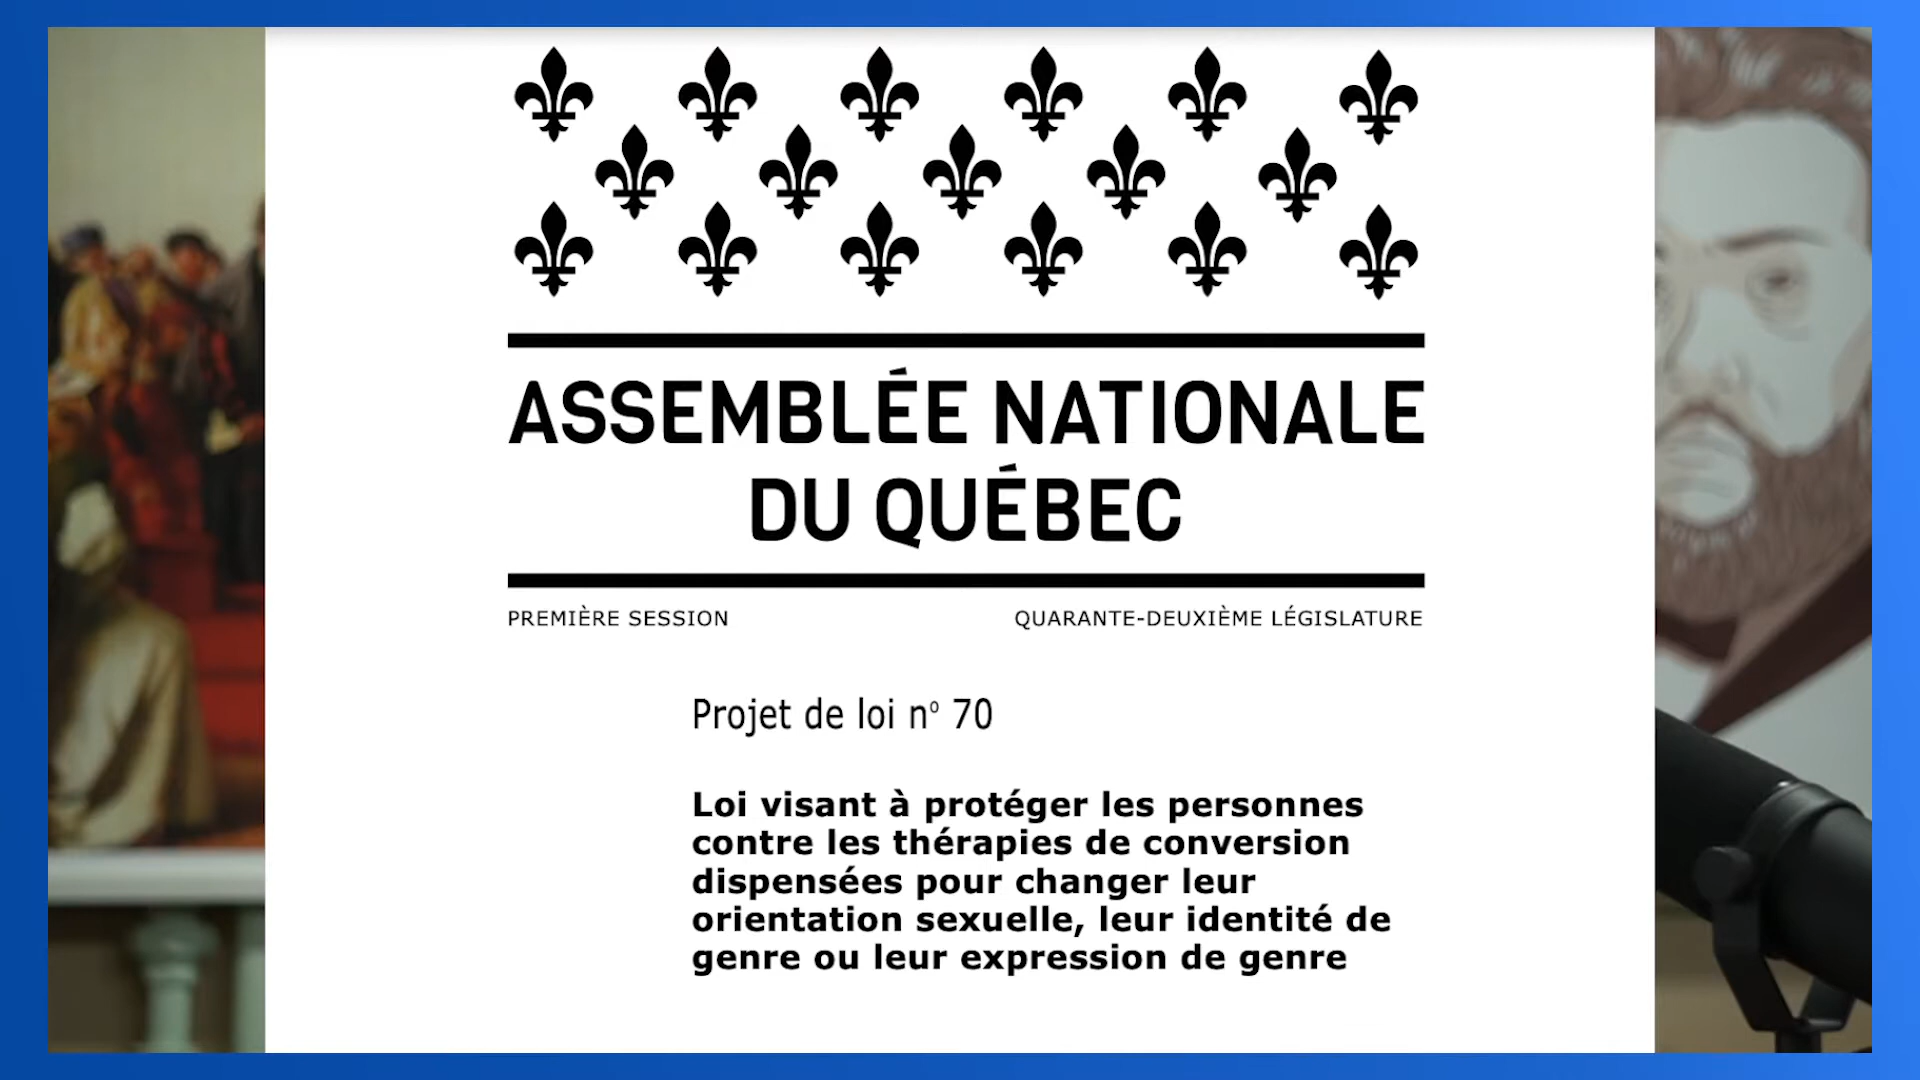 ASSEMBLÉE NATIONALE
DU QUÉBEC
PREMIÈRE SESSION QUARANTE-DEUXIÈME LÉGISLATURE
Projet de loi nº 70
Loi visant à protéger les personnes
contre les thérapies de conversion
dispensées pour changer leur
orientation sexuelle, leur identité de
genre ou leur expression de genre